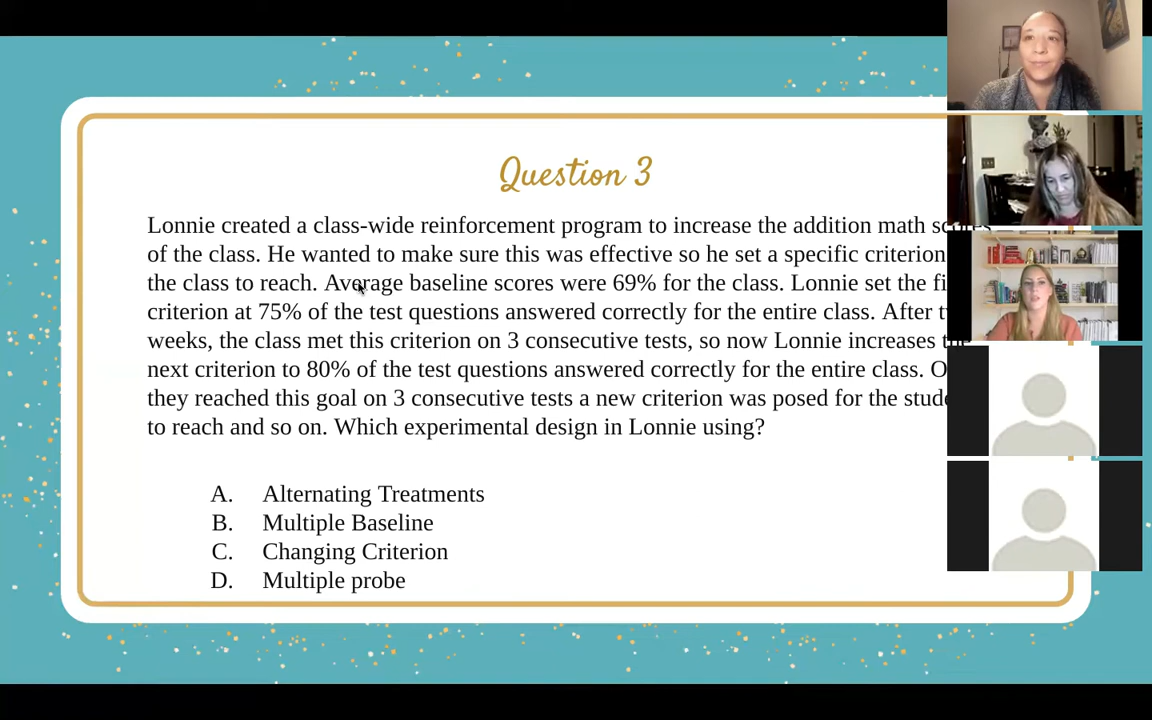 Question 3
Lonnie created a class-wide reinforcement program to increase the addition math
of the class. He wanted to make sure this was effective so he set a specific criterion
the class to reach. Average baseline scores were 69% for the class. Lonnie set the
criterion at 75% of the test questions answered correctly for the entire class. After
weeks, the class met this criterion on 3 consecutive tests, so now Lonnie increases the
next criterion to 80% of the test questions answered correctly for the entire class.
they reached this goal on 3 consecutive tests a new criterion was posed for the
to reach and so on. Which experimental design in Lonnie using?
A. Alternating Treatments
B. Multiple Baseline
C. Changing Criterion
D. Multiple probe